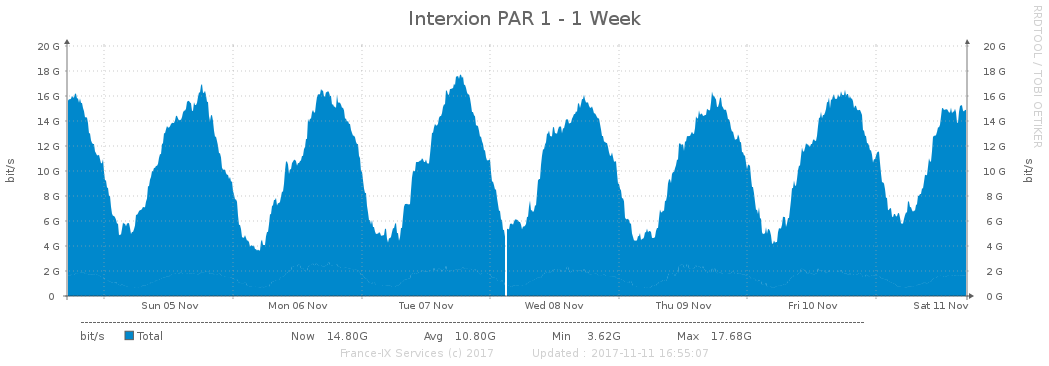 Interxion PAR 1 - 1 Week
RRDTOOL / TOBI OETIKER
20 G 20 G
18 G 18 G
16 G 16 G
14 G 14 G
12 G 12 G
10 G 10 G
8 G 8 G
6 G 6 G
4 G 4 G
2 G 2 G
0 0 G
bit/s bit/s
Sun 05 Nov Mon 06 Nov Tue 07 Nov Wed 08 Nov Thu 09 Nov Fri 10 Nov Sat 11 Nov
bit/s Total Now 14.80G Avg 10.80G Min 3.62G Max 17.68G
France-IX Services (c) 2017 Updated : 2017-11-11 16:55:07